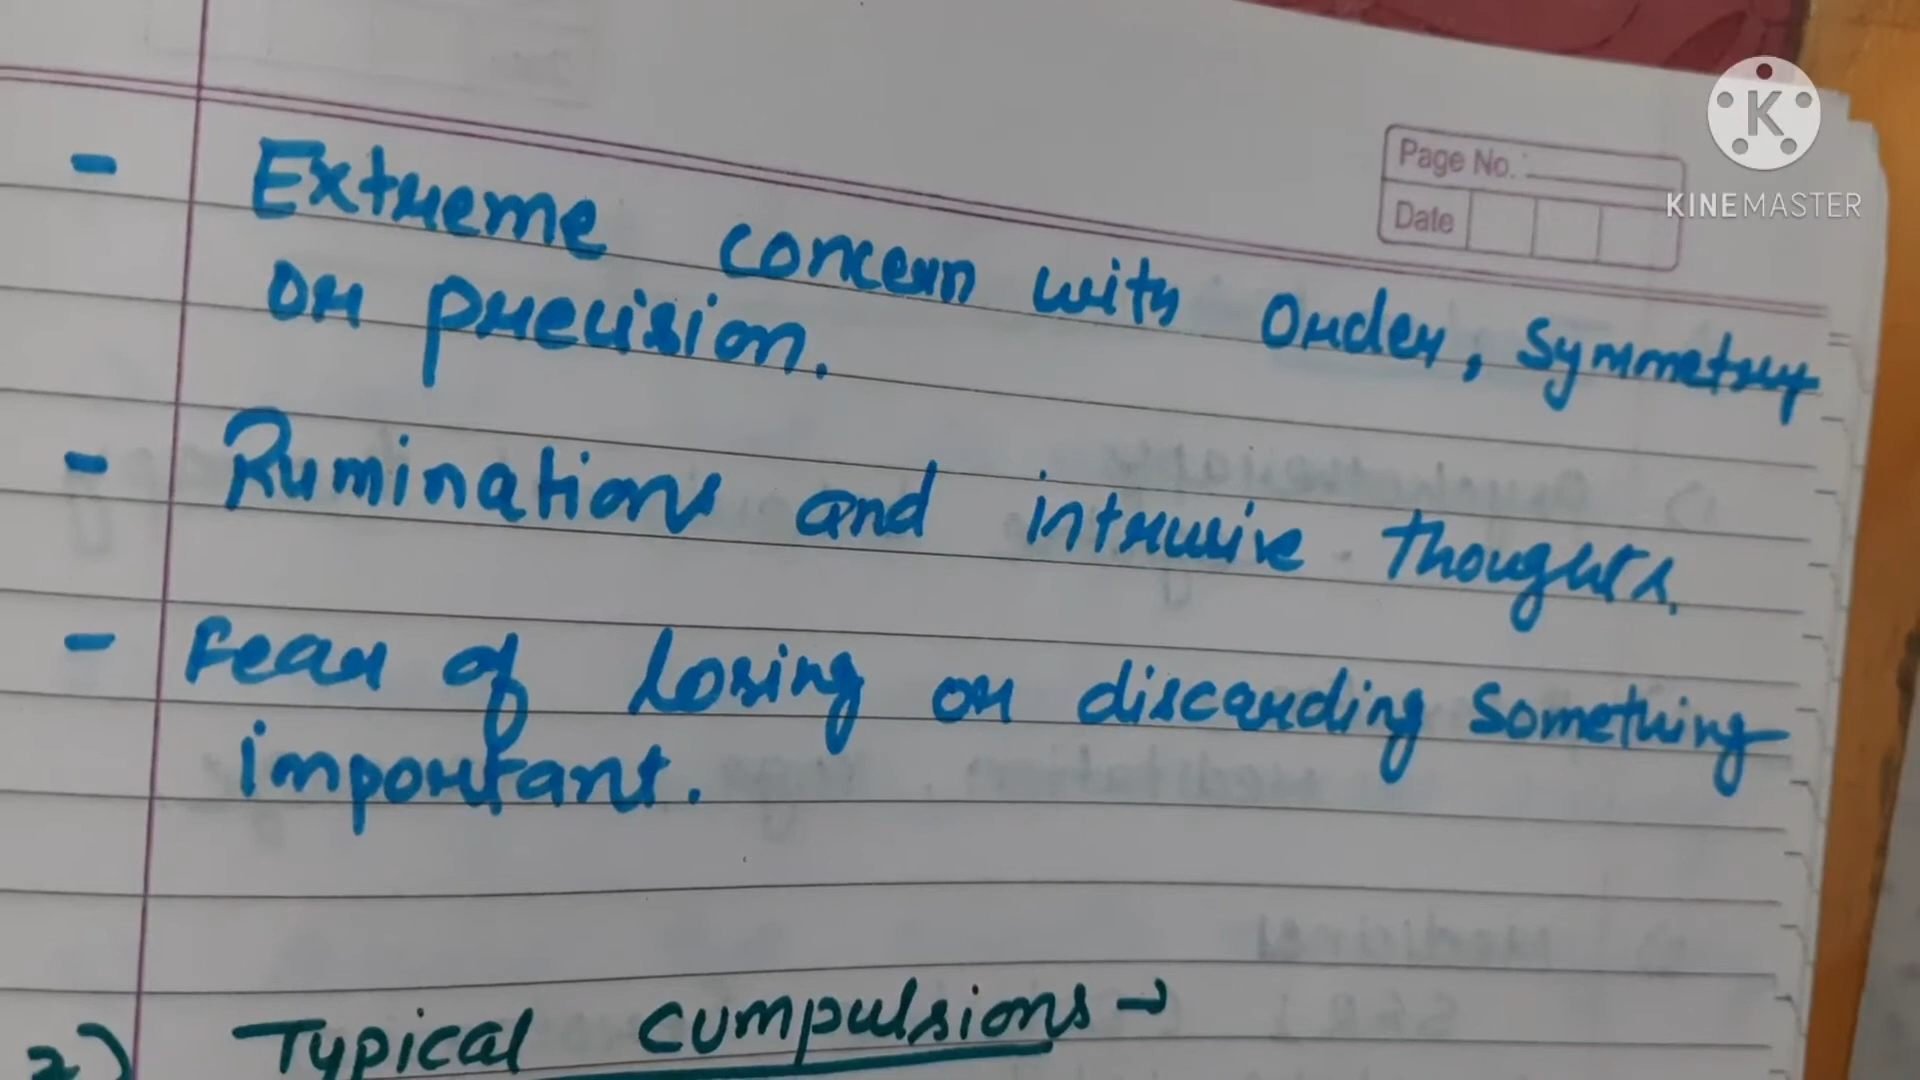 Page No.
Date
K
KINEMASTER
- Extreme concern with Order, Symmetry
or precision.
- Ruminations and intrusive thoughts.
- Fear of Losing or discarding Something
important.
2) Typical cumpulsions →